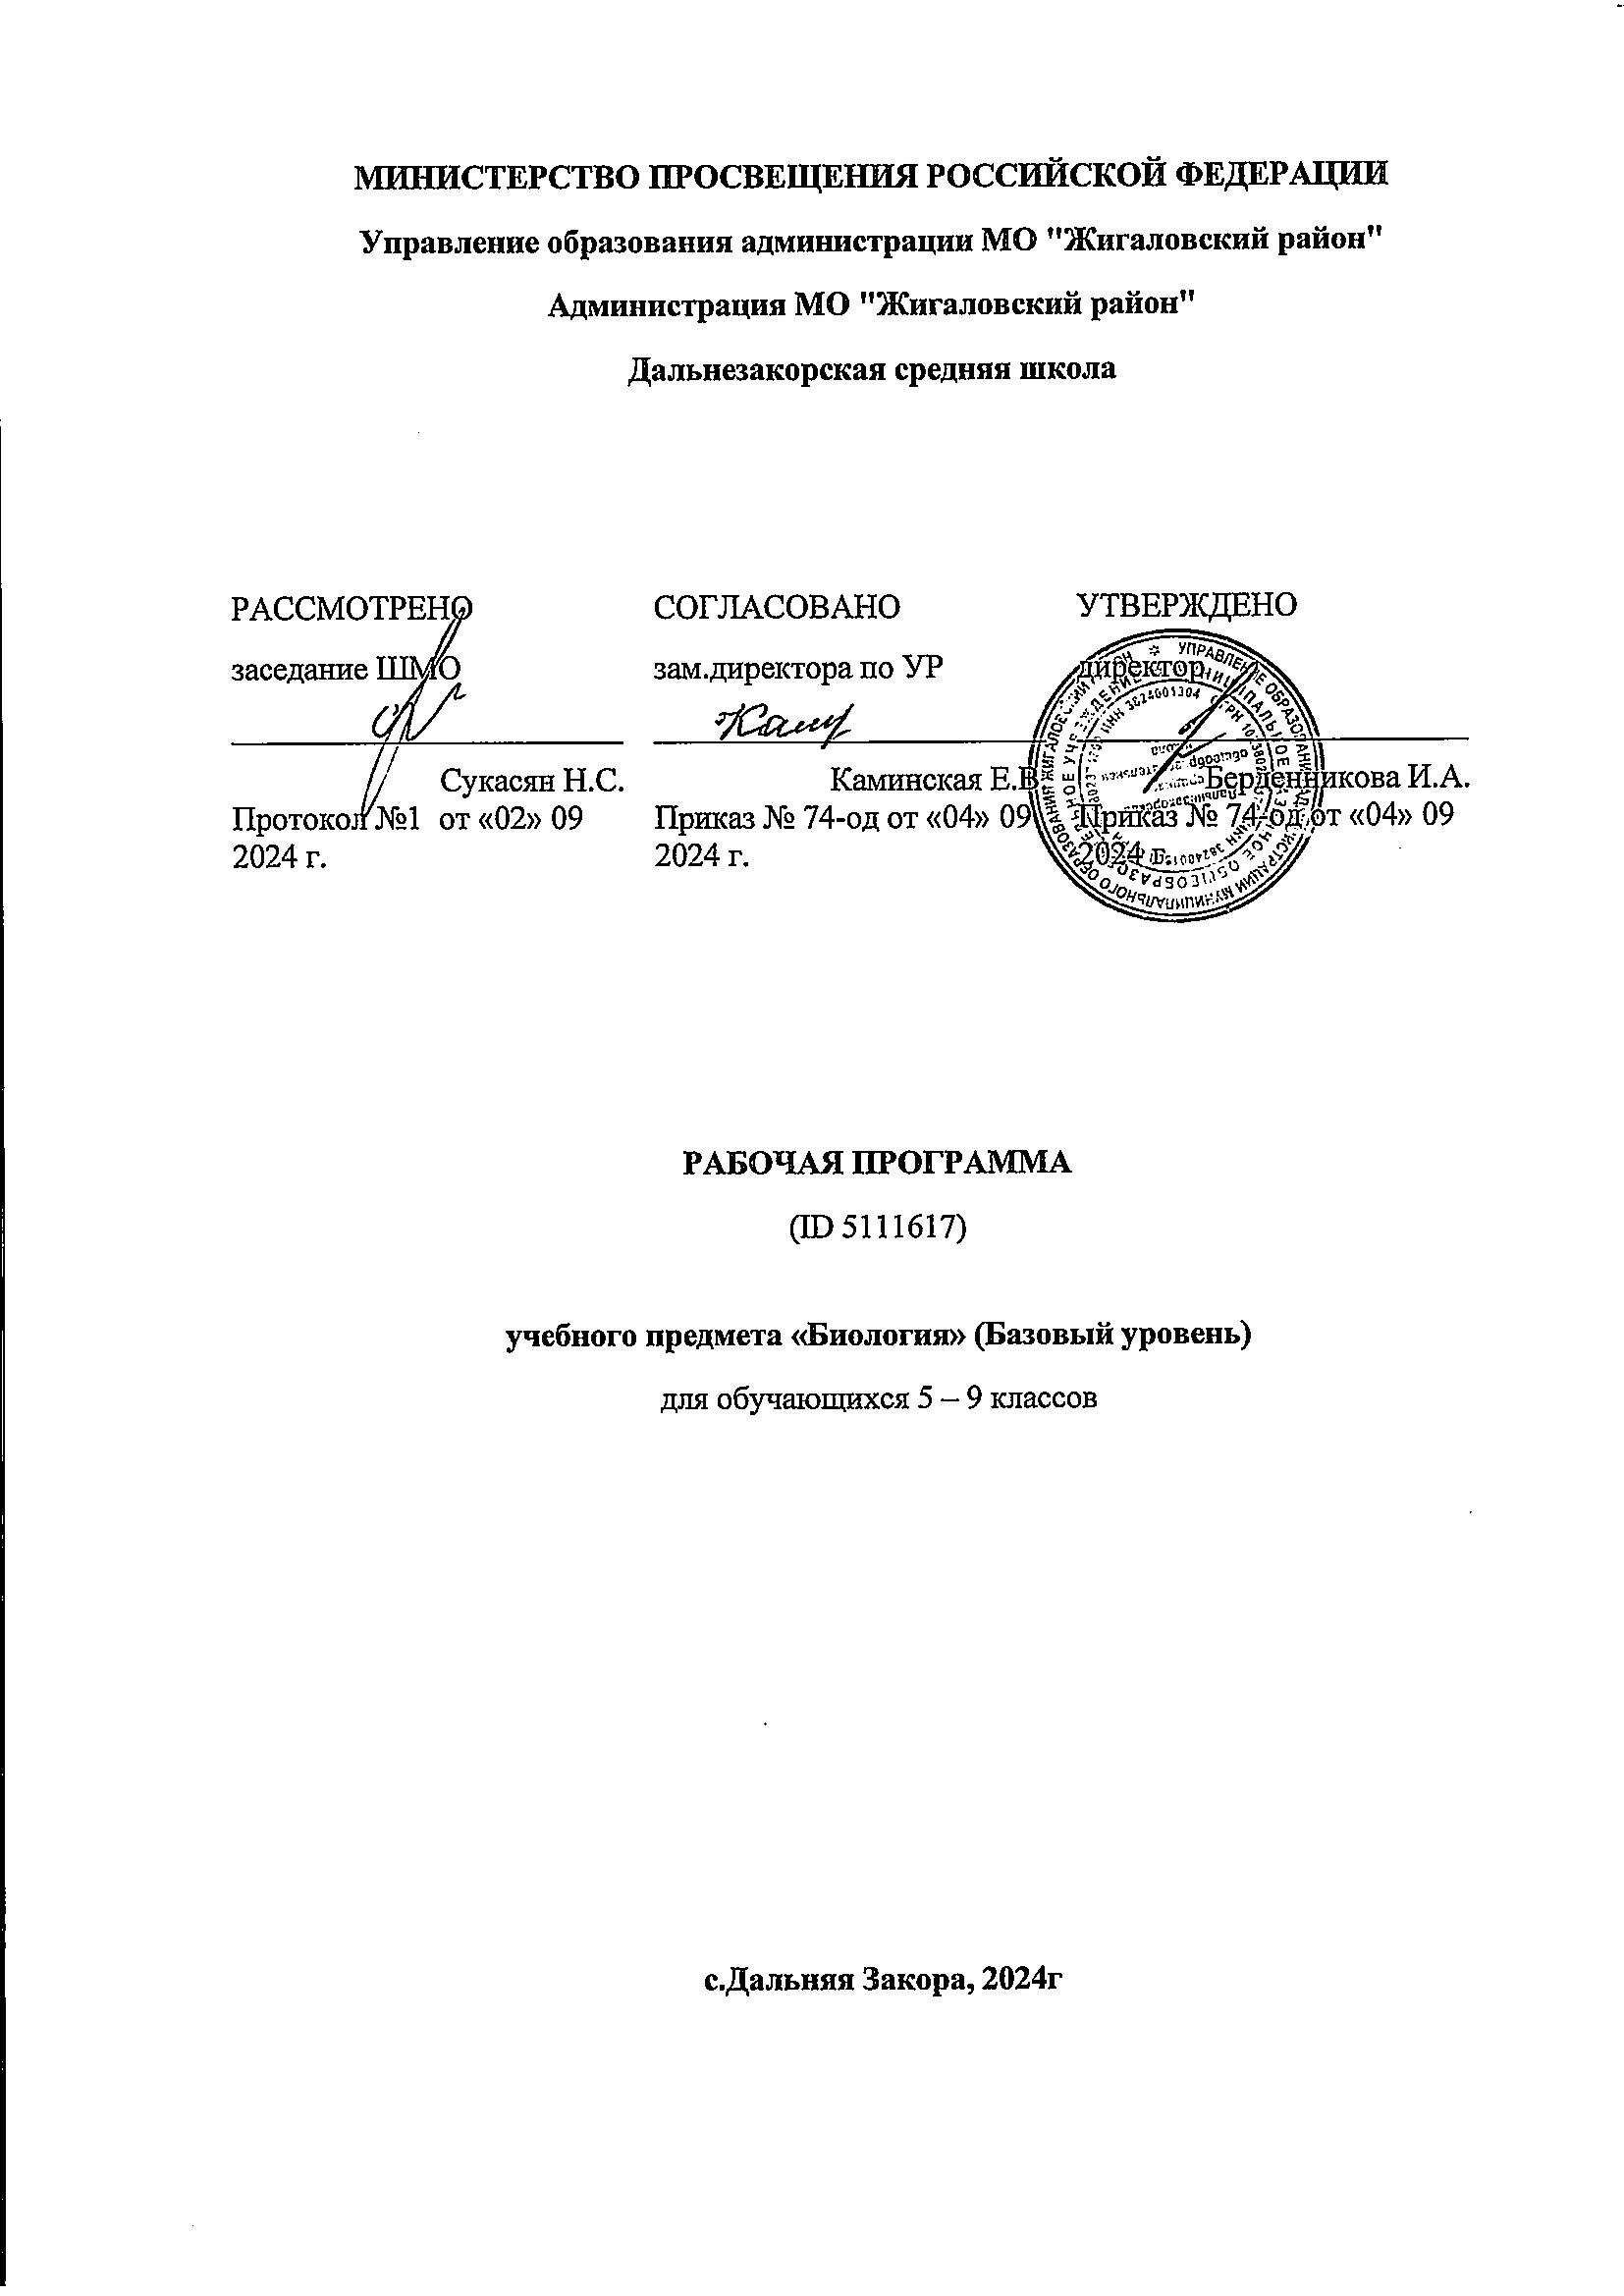 МИНИСТЕРСТВО ПРОСВЕЩЕНИЯ РОССИЙСКОЙ ФЕДЕРАЦИИ
Управление образования администрации МО "Жигаловский район"
Администрация МО "Жигаловский район"
Дальнезакорская средняя школа
РАССМОТРЕНО
заседание ШМО
Сукасян Н.С.
Протокол №1 от «02» 09
2024 г.
СОГЛАСОВАНО
зам.директора по УР
Каминская Е.В
Приказ № 74-од от «04» 09
2024 г.
УТВЕРЖДЕНО
директор
Берденникова И.А.
Приказ № 74-од от «04» 09
2024 г.
РАБОЧАЯ ПРОГРАММА
(ID 5111617)
учебного предмета «Биология» (Базовый уровень)
для обучающихся 5 – 9 классов
с.Дальняя Закора, 2024г